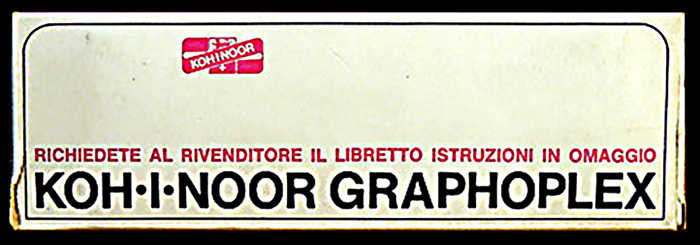 KOH-I-NOOR
RICHIEDETE AL RIVENDITORE IL LIBRETTO ISTRUZIONI IN OMAGGIO
KOH•I•NOOR GRAPHOPLEX